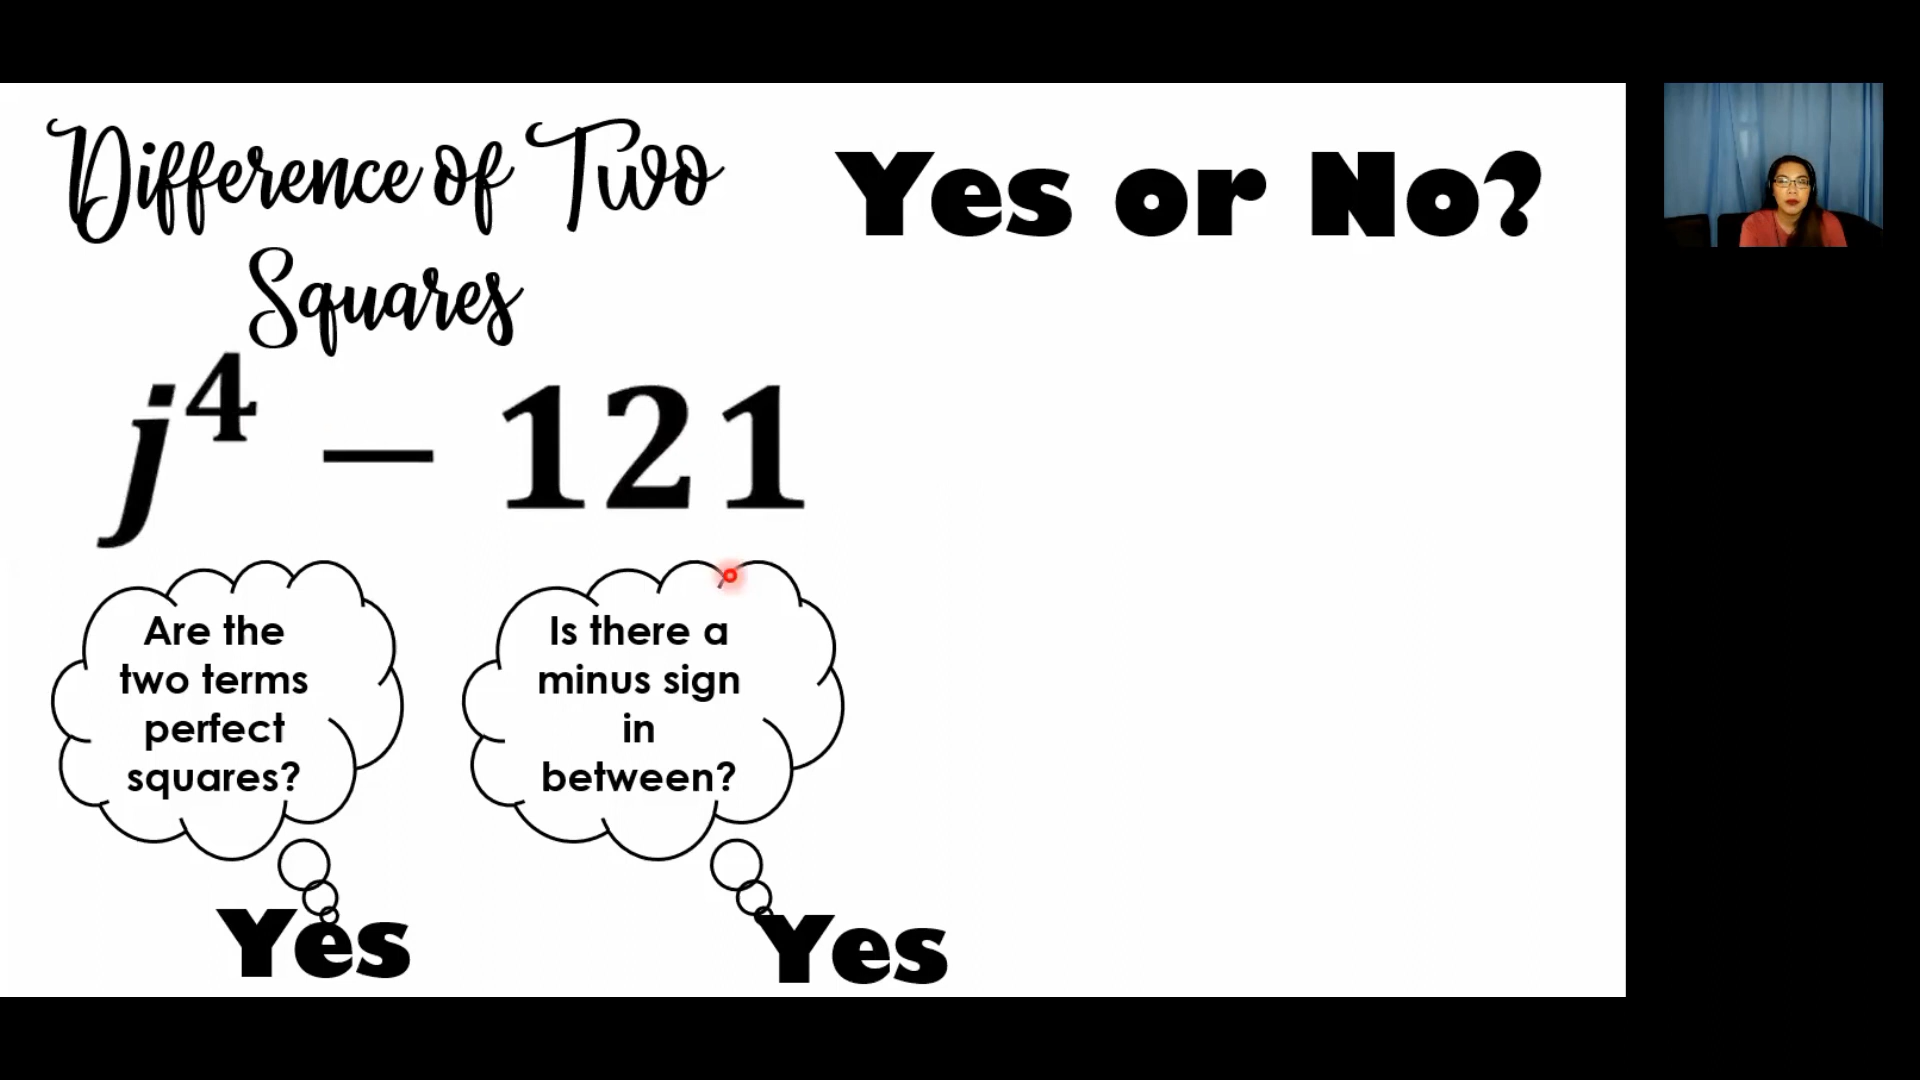 Difference of Two
Squares
Yes or No?
j⁴ − 121
Are the
two terms
perfect
squares?
Yes
Is there a
minus sign
in
between?
Yes